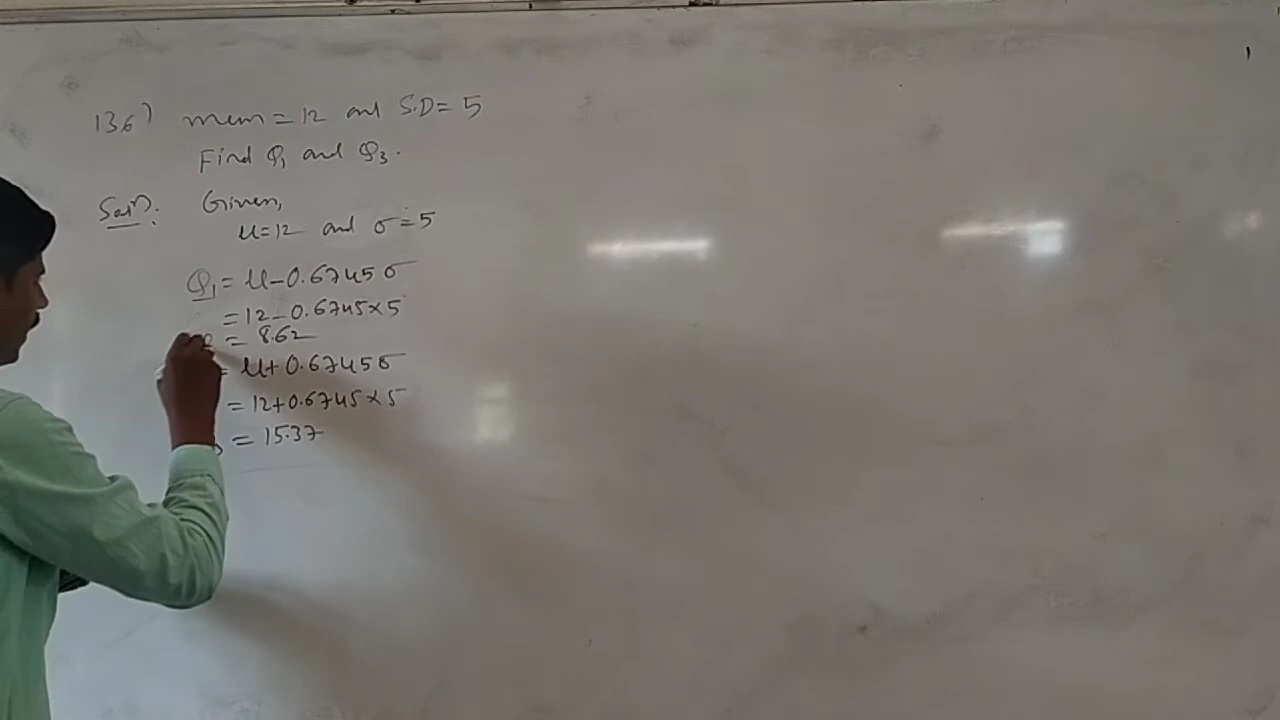 136) mean = 12 and S.D = 5
Find Q₁ and Q₃.
Sol:
Given,
μ = 12 and σ = 5
Q₁ = μ - 0.6745 σ
= 12 - 0.6745 × 5
= 8.62
= μ + 0.6745 σ
= 12 + 0.6745 × 5
= 15.37